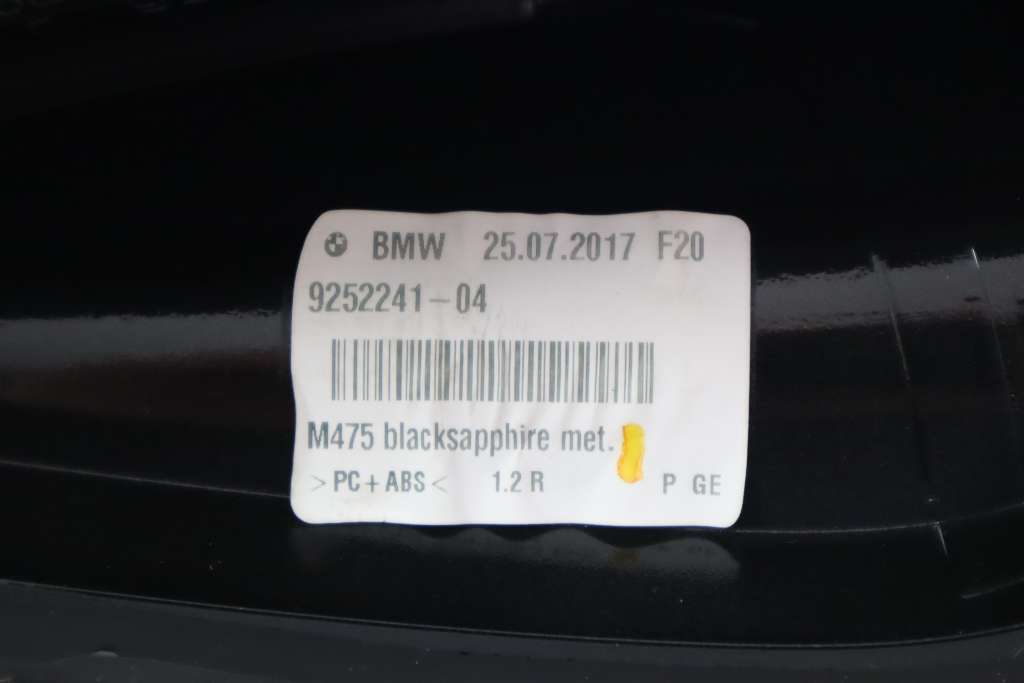 BMW 25.07.2017 F20
9252241-04
M475 blacksapphire met.
>PC+ABS< 1.2 R P GE